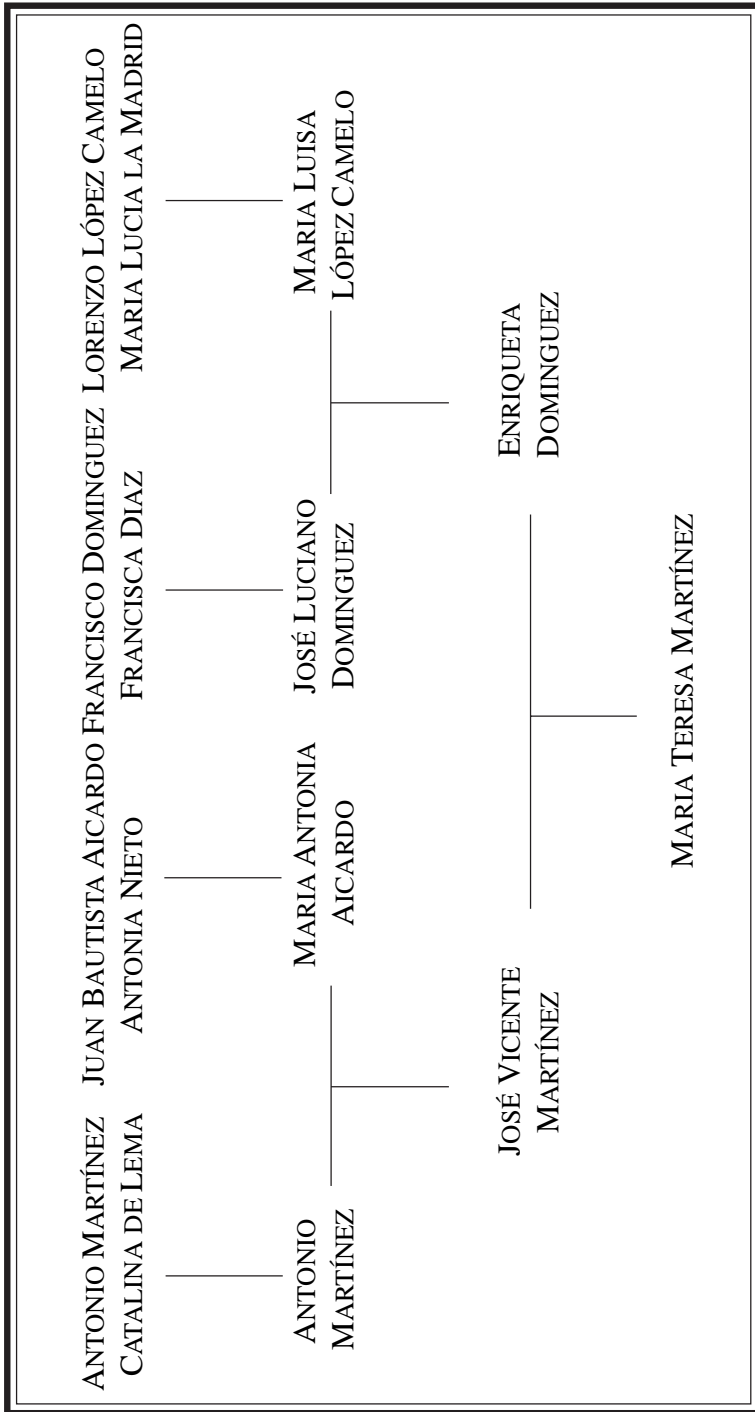 ANTONIO MARTÍNEZ
CATALINA DE LEMA
JUAN BAUTISTA AICARDO
ANTONIA NIETO
FRANCISCO DOMINGUEZ
FRANCISCA DIAZ
LORENZO LÓPEZ CAMELO
MARIA LUCIA LA MADRID
ANTONIO
MARTÍNEZ
MARIA ANTONIA
AICARDO
JOSÉ LUCIANO
DOMINGUEZ
MARIA LUISA
LÓPEZ CAMELO
JOSÉ VICENTE
MARTÍNEZ
ENRIQUETA
DOMINGUEZ
MARIA TERESA MARTÍNEZ